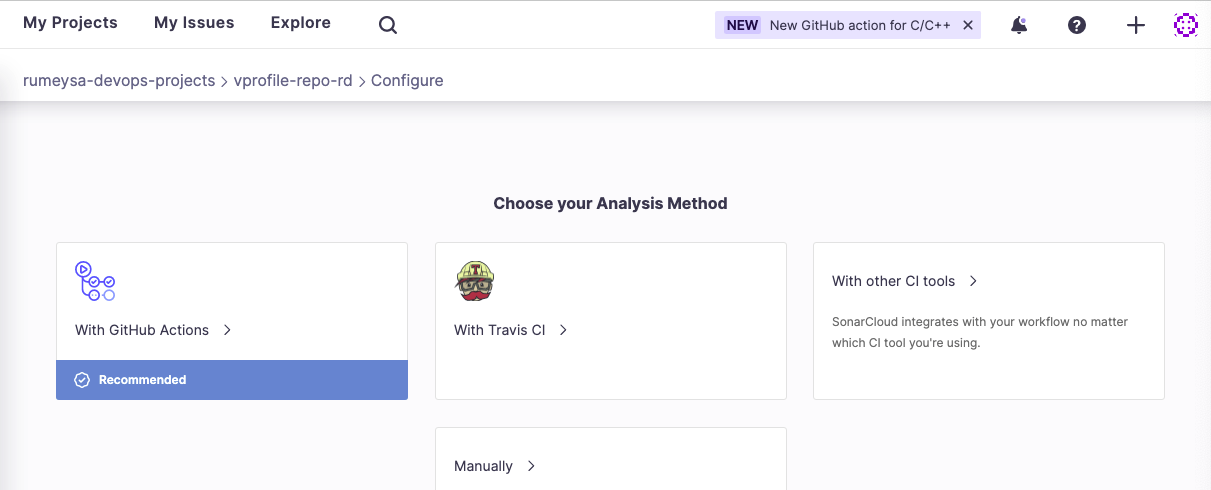 My Projects My Issues Explore NEW New GitHub action for C/C++
rumeysa-devops-projects > vprofile-repo-rd > Configure
Choose your Analysis Method
With GitHub Actions
Recommended
T
With Travis CI
With other CI tools
SonarCloud integrates with your workflow no matter
which CI tool you're using.
Manually